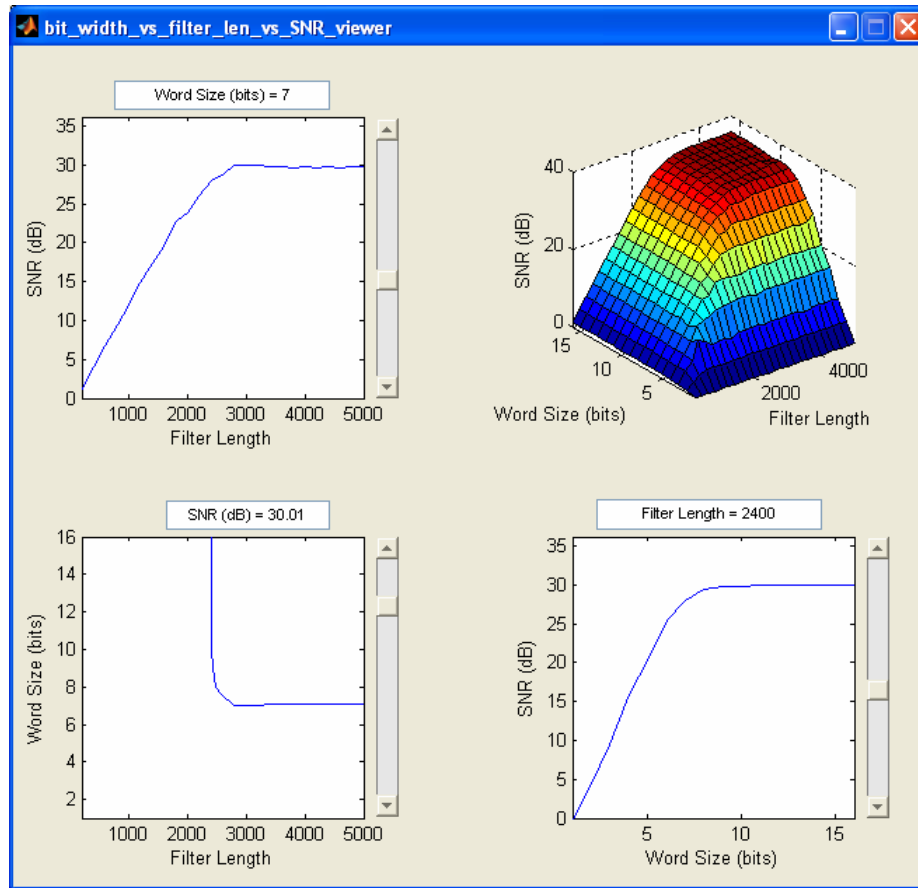 bit_width_vs_filter_len_vs_SNR_viewer
Word Size (bits) = 7
35
30
25
20
15
10
5
0
SNR (dB)
1000 2000 3000 4000 5000
Filter Length
40
20
0
SNR (dB)
15
10
5
Word Size (bits)
2000
4000
Filter Length
SNR (dB) = 30.01
16
14
12
10
8
6
4
2
Word Size (bits)
1000 2000 3000 4000 5000
Filter Length
Filter Length = 2400
35
30
25
20
15
10
5
0
SNR (dB)
5 10 15
Word Size (bits)